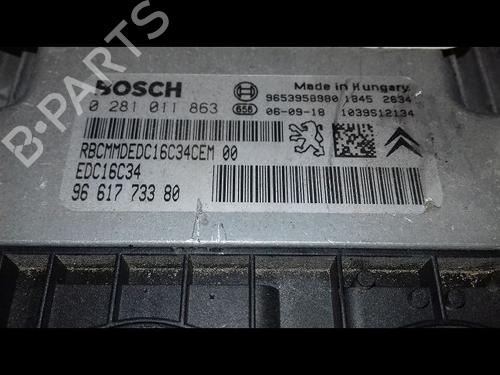 BOSCH
0 281 011 863
Made in Hungary
9653958980 1845 2634
656 06-09-18 1039S12134
RBCMMDEDC16C34CEM 00
EDC16C34
96 617 733 80
B-PARTS